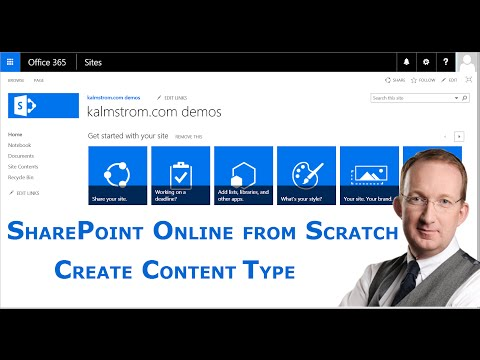 Office 365 Sites
BROWSE PAGE
SHARE FOLLOW EDIT
S
kalmstrom.com demos EDIT LINKS
kalmstrom.com demos
Search this site
Home
Notebook
Documents
Site Contents
Recycle Bin
EDIT LINKS
Get started with your site REMOVE THIS
Share your site.
Working on a deadline?
Add lists, libraries, and other apps.
What's your style?
Your site. Your brand.
SharePoint Online from Scratch
Create Content Type